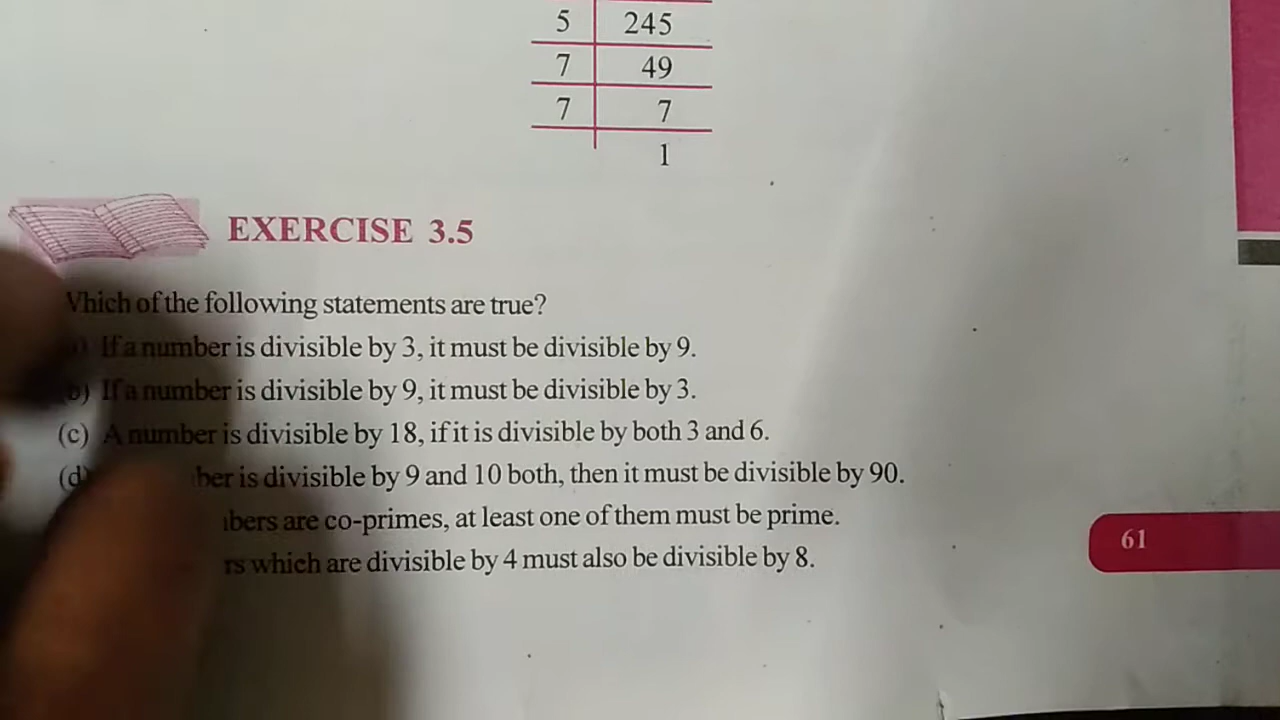 5 245
7 49
7 7
1
EXERCISE 3.5
Which of the following statements are true?
If a number is divisible by 3, it must be divisible by 9.
b) If a number is divisible by 9, it must be divisible by 3.
(c) A number is divisible by 18, if it is divisible by both 3 and 6.
(d) is divisible by 9 and 10 both, then it must be divisible by 90.
are co-primes, at least one of them must be prime.
which are divisible by 4 must also be divisible by 8.
61